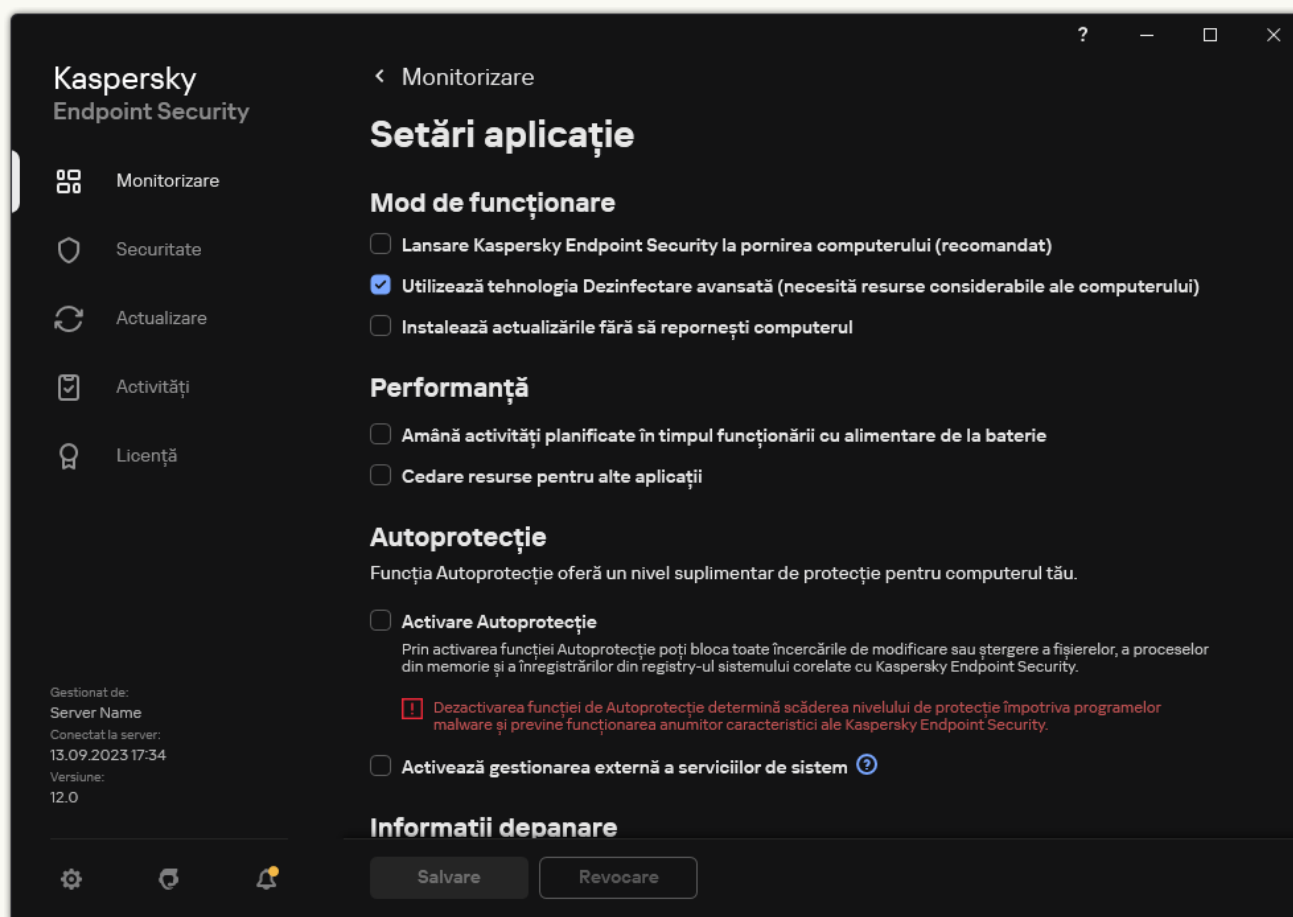 ?
Kaspersky
Endpoint Security
Monitorizare
Securitate
Actualizare
Activități
Licență
Gestionat de:
Server Name
Conectat la server:
13.09.2023 17:34
Versiune:
12.0
Monitorizare
Setări aplicație
Mod de funcționare
Lansare Kaspersky Endpoint Security la pornirea computerului (recomandat)
Utilizează tehnologia Dezinfectare avansată (necesită resurse considerabile ale computerului)
Instalează actualizările fără să repornești computerul
Performanță
Amână activități planificate în timpul funcționării cu alimentare de la baterie
Cedare resurse pentru alte aplicații
Autoprotecție
Funcția Autoprotecție oferă un nivel suplimentar de protecție pentru computerul tău.
Activare Autoprotecție
Prin activarea funcției Autoprotecție poți bloca toate încercările de modificare sau ștergere a fișierelor, a proceselor
din memorie și a înregistrărilor din registry-ul sistemului corelate cu Kaspersky Endpoint Security.
! Dezactivarea funcției de Autoprotecție determină scăderea nivelului de protecție împotriva programelor
malware și previne funcționarea anumitor caracteristici ale Kaspersky Endpoint Security.
Activează gestionarea externă a serviciilor de sistem ?
Informatii depanare
Salvare
Revocare